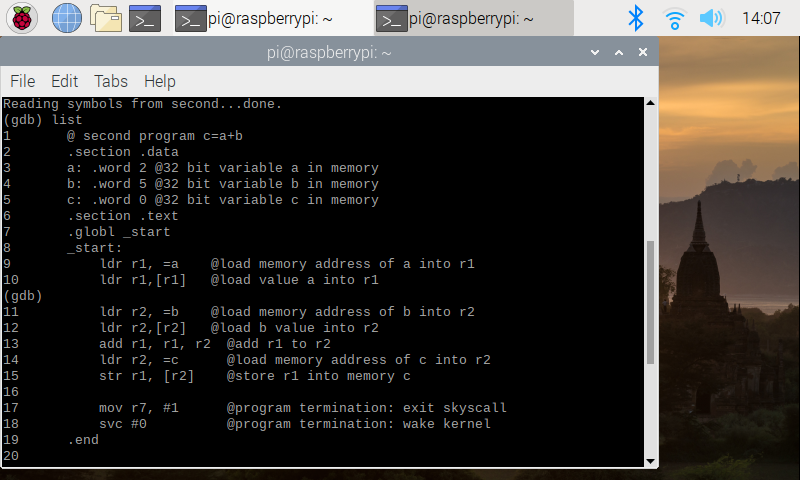 pi@raspberrypi: ~
pi@raspberrypi: ~
14:07
pi@raspberrypi: ~
File Edit Tabs Help
Reading symbols from second...done.
(gdb) list
1       @ second program c=a+b
2       .section .data
3       a: .word 2 @32 bit variable a in memory
4       b: .word 5 @32 bit variable b in memory
5       c: .word 0 @32 bit variable c in memory
6       .section .text
7       .globl _start
8       _start:
9           ldr r1, =a    @load memory address of a into r1
10          ldr r1,[r1]   @load value a into r1
(gdb)
11          ldr r2, =b    @load memory address of b into r2
12          ldr r2,[r2]   @load b value into r2
13          add r1, r1, r2  @add r1 to r2
14          ldr r2, =c      @load memory address of c into r2
15          str r1, [r2]    @store r1 into memory c
16
17          mov r7, #1      @program termination: exit skyscall
18          svc #0          @program termination: wake kernel
19      .end
20